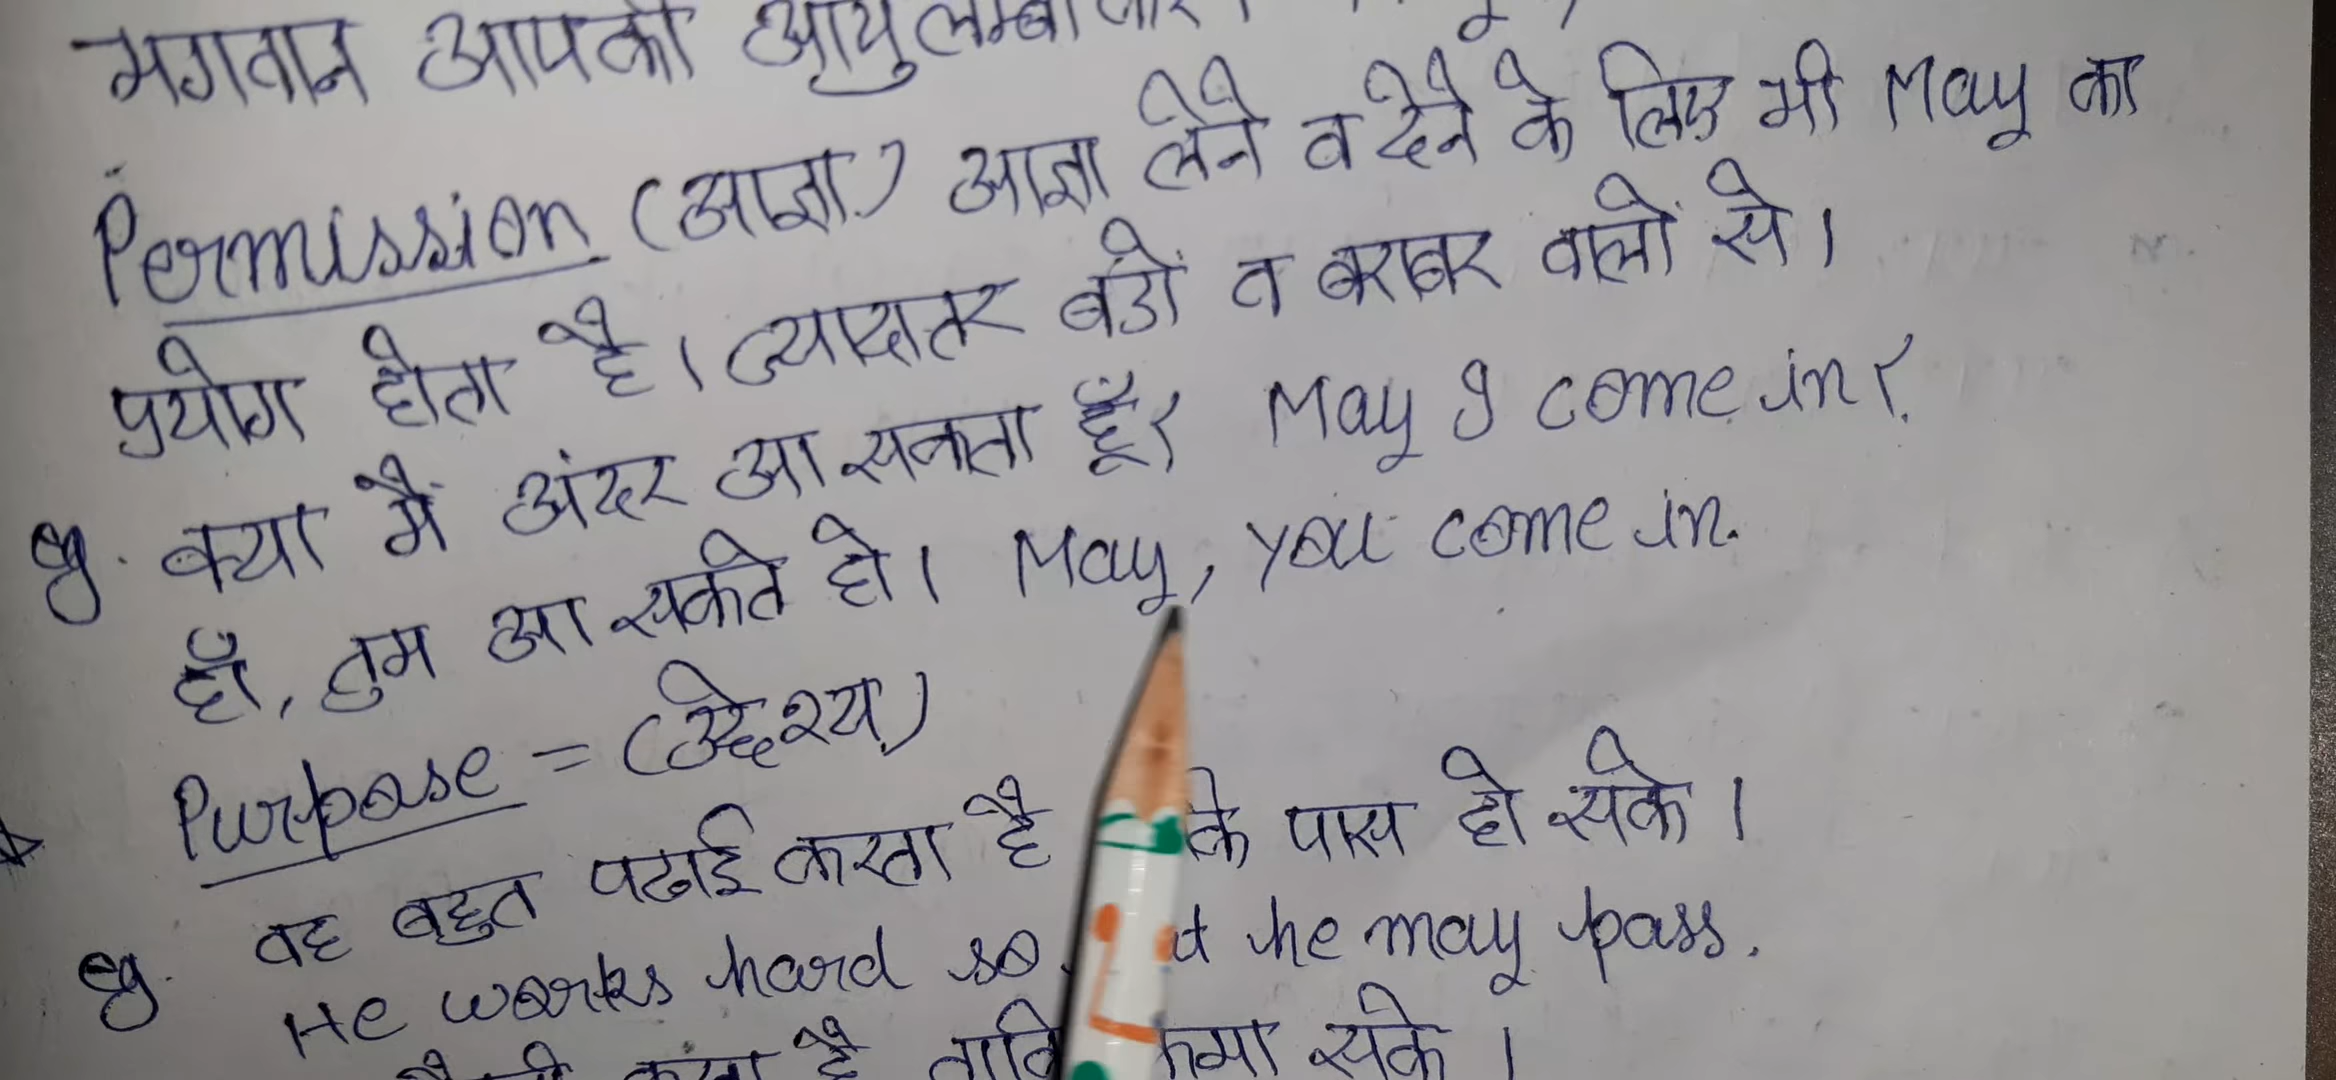 भगवान आपकी आयु लम्बी करे।
Permission (आज्ञा) आज्ञा लेने व देने के लिए भी May का
प्रयोग होता है। ज्यादातर बडों व बराबर वालों से।
eg. क्या मैं अंदर आ सकता हूँ? May I come in?
हाँ, तुम आ सकते हो। May, you come in.
Purpose = (उद्देश्य)
eg. वह बहुत पढाई करता है के पास हो सके।
He works hard so he may pass.
है कमा सके।